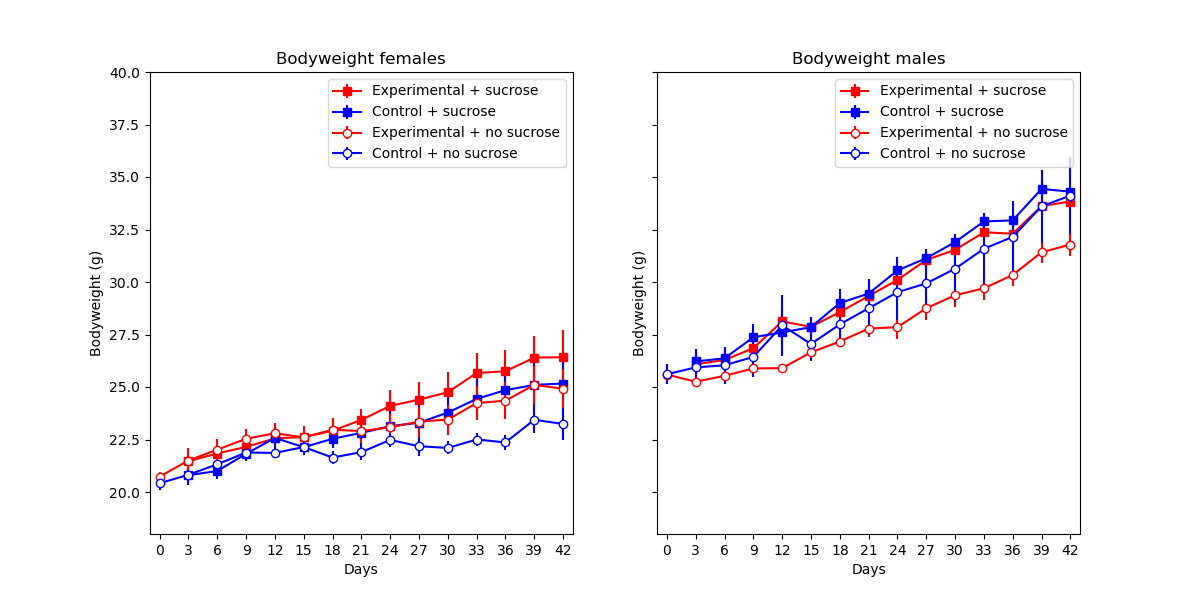 Bodyweight females
Bodyweight (g)
40.0
37.5
35.0
32.5
30.0
27.5
25.0
22.5
20.0
Experimental + sucrose
Control + sucrose
Experimental + no sucrose
Control + no sucrose
0 3 6 9 12 15 18 21 24 27 30 33 36 39 42
Days
Bodyweight males
Bodyweight (g)
Experimental + sucrose
Control + sucrose
Experimental + no sucrose
Control + no sucrose
0 3 6 9 12 15 18 21 24 27 30 33 36 39 42
Days